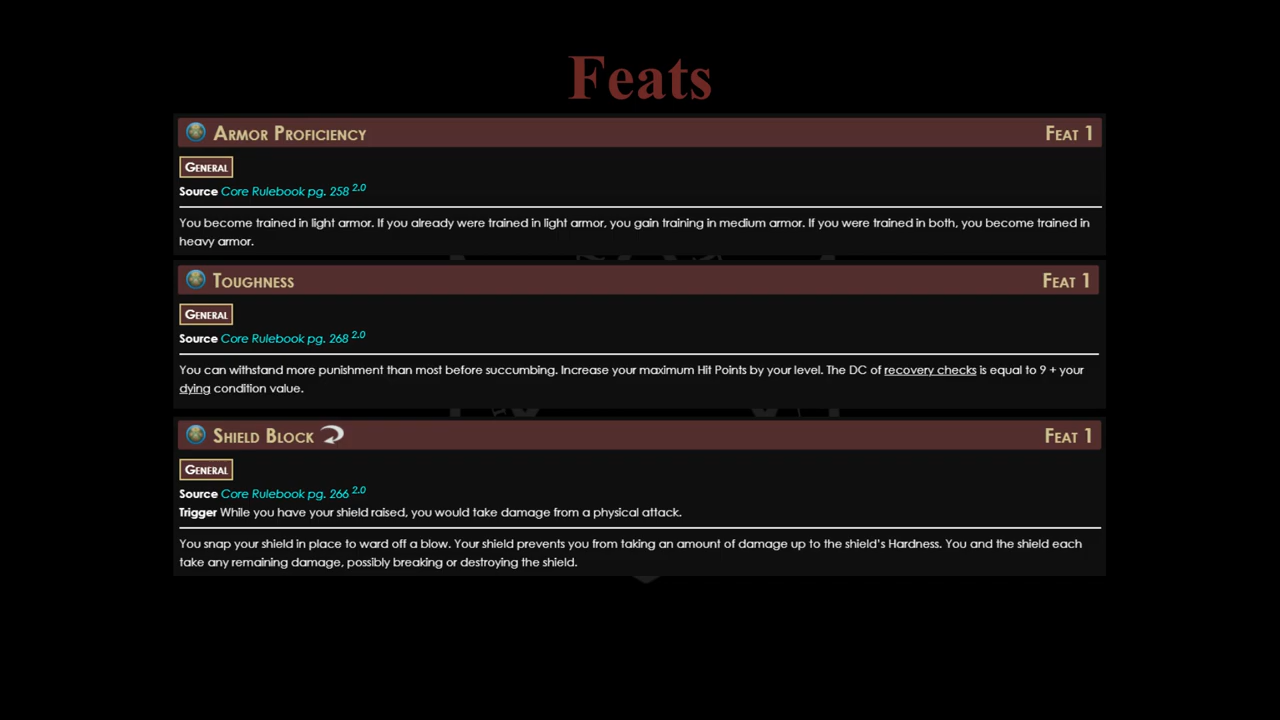 Feats
Armor Proficiency Feat 1
General
Source Core Rulebook pg. 258 2.0
You become trained in light armor. If you already were trained in light armor, you gain training in medium armor. If you were trained in both, you become trained in
heavy armor.
Toughness Feat 1
General
Source Core Rulebook pg. 268 2.0
You can withstand more punishment than most before succumbing. Increase your maximum Hit Points by your level. The DC of recovery checks is equal to 9 + your
dying condition value.
Shield Block Feat 1
General
Source Core Rulebook pg. 266 2.0
Trigger While you have your shield raised, you would take damage from a physical attack.
You snap your shield in place to ward off a blow. Your shield prevents you from taking an amount of damage up to the shield's Hardness. You and the shield each
take any remaining damage, possibly breaking or destroying the shield.